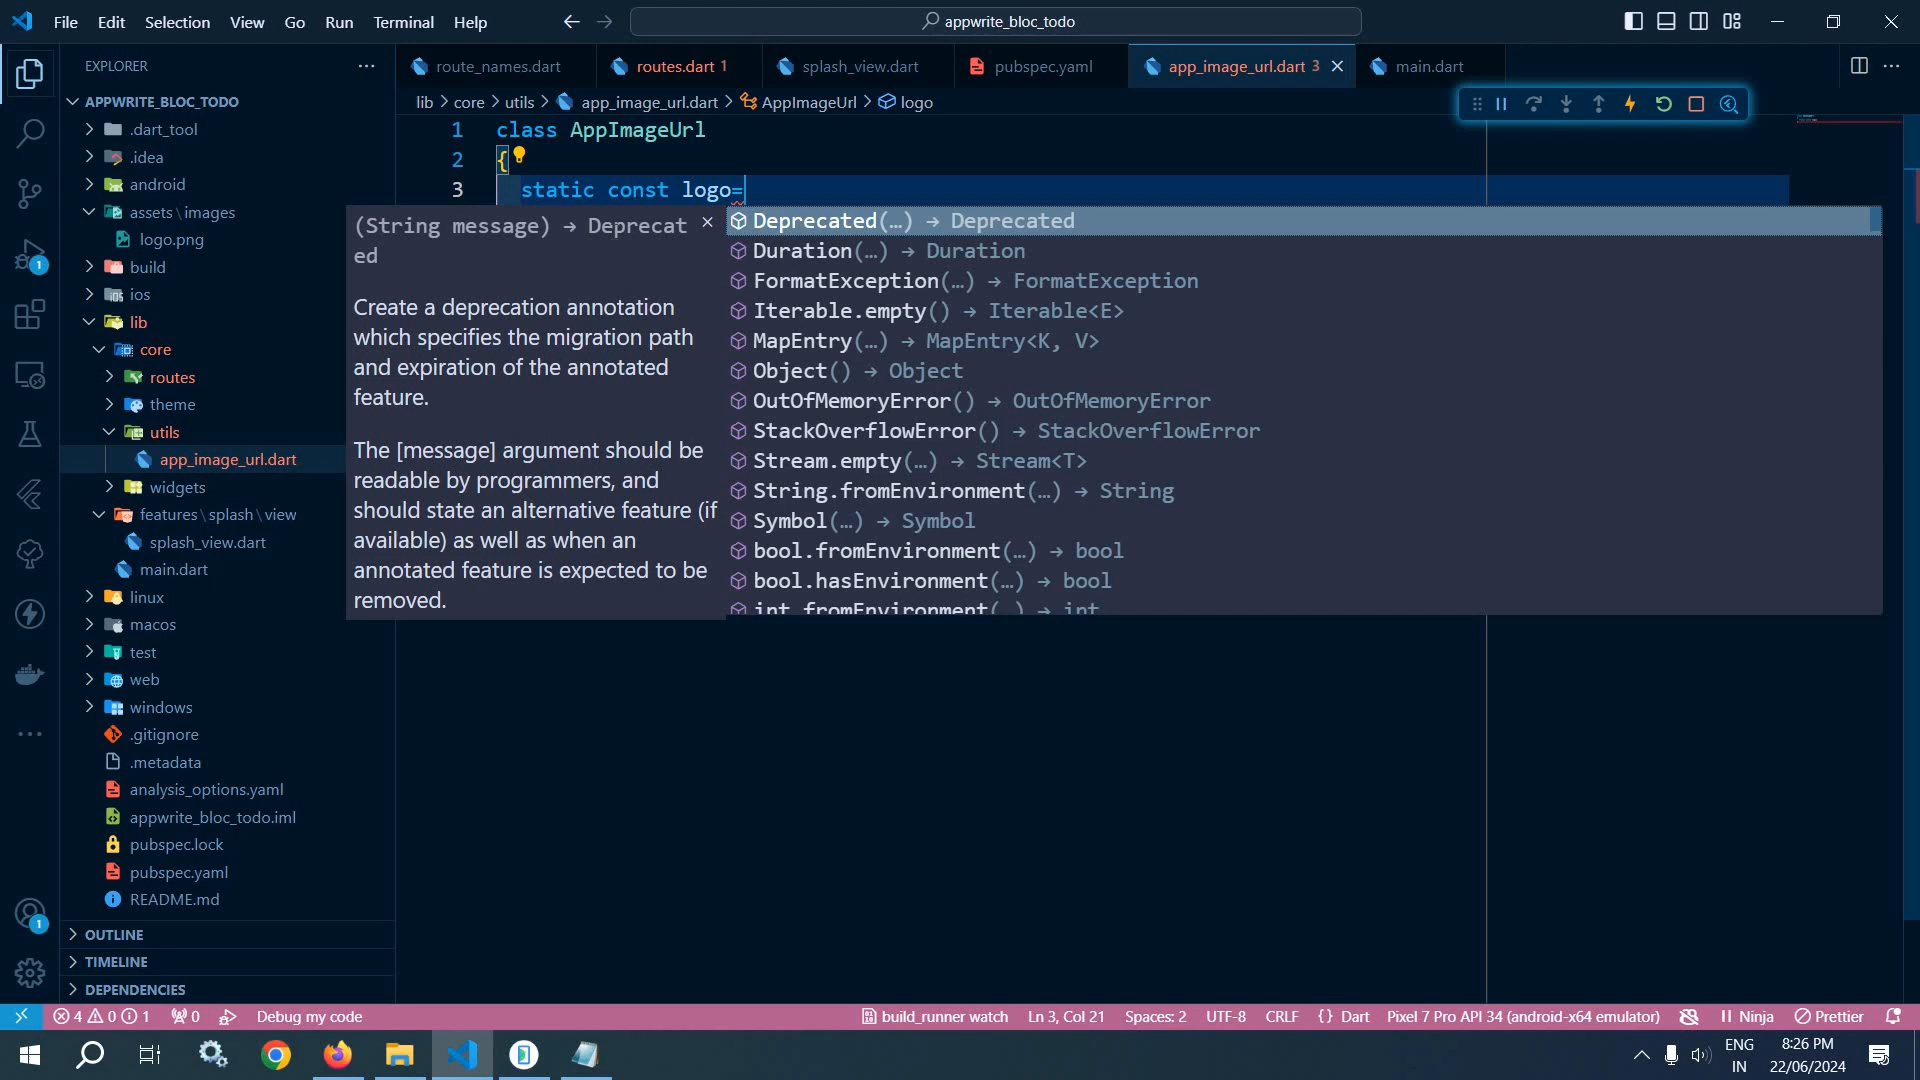 File Edit Selection View Go Run Terminal Help
appwrite_bloc_todo
EXPLORER
route_names.dart
routes.dart 1
splash_view.dart
pubspec.yaml
app_image_url.dart 3
main.dart
lib > core > utils > app_image_url.dart > AppImageUrl > logo
APPWRITE_BLOC_TODO
.dart_tool
.idea
android
assets\images
logo.png
build
ios
lib
core
routes
theme
utils
app_image_url.dart
widgets
features\splash\view
splash_view.dart
main.dart
linux
macos
test
web
windows
.gitignore
.metadata
analysis_options.yaml
appwrite_bloc_todo.iml
pubspec.lock
pubspec.yaml
README.md
OUTLINE
TIMELINE
DEPENDENCIES
1
1
1 class AppImageUrl
2 {
3 static const logo=
(String message) → Deprecat
ed
Create a deprecation annotation
which specifies the migration path
and expiration of the annotated
feature.
The [message] argument should be
readable by programmers, and
should state an alternative feature (if
available) as well as when an
annotated feature is expected to be
removed.
Deprecated(…) → Deprecated
Duration(…) → Duration
FormatException(…) → FormatException
Iterable.empty() → Iterable<E>
MapEntry(…) → MapEntry<K, V>
Object() → Object
OutOfMemoryError() → OutOfMemoryError
StackOverflowError() → StackOverflowError
Stream.empty(…) → Stream<T>
String.fromEnvironment(…) → String
Symbol(…) → Symbol
bool.fromEnvironment(…) → bool
bool.hasEnvironment(…) → bool
int.fromEnvironment(…) → int
4 0 1 0 Debug my code
build_runner watch Ln 3, Col 21 Spaces: 2 UTF-8 CRLF {} Dart Pixel 7 Pro API 34 (android-x64 emulator) Ninja Prettier
ENG
IN
8:26 PM
22/06/2024